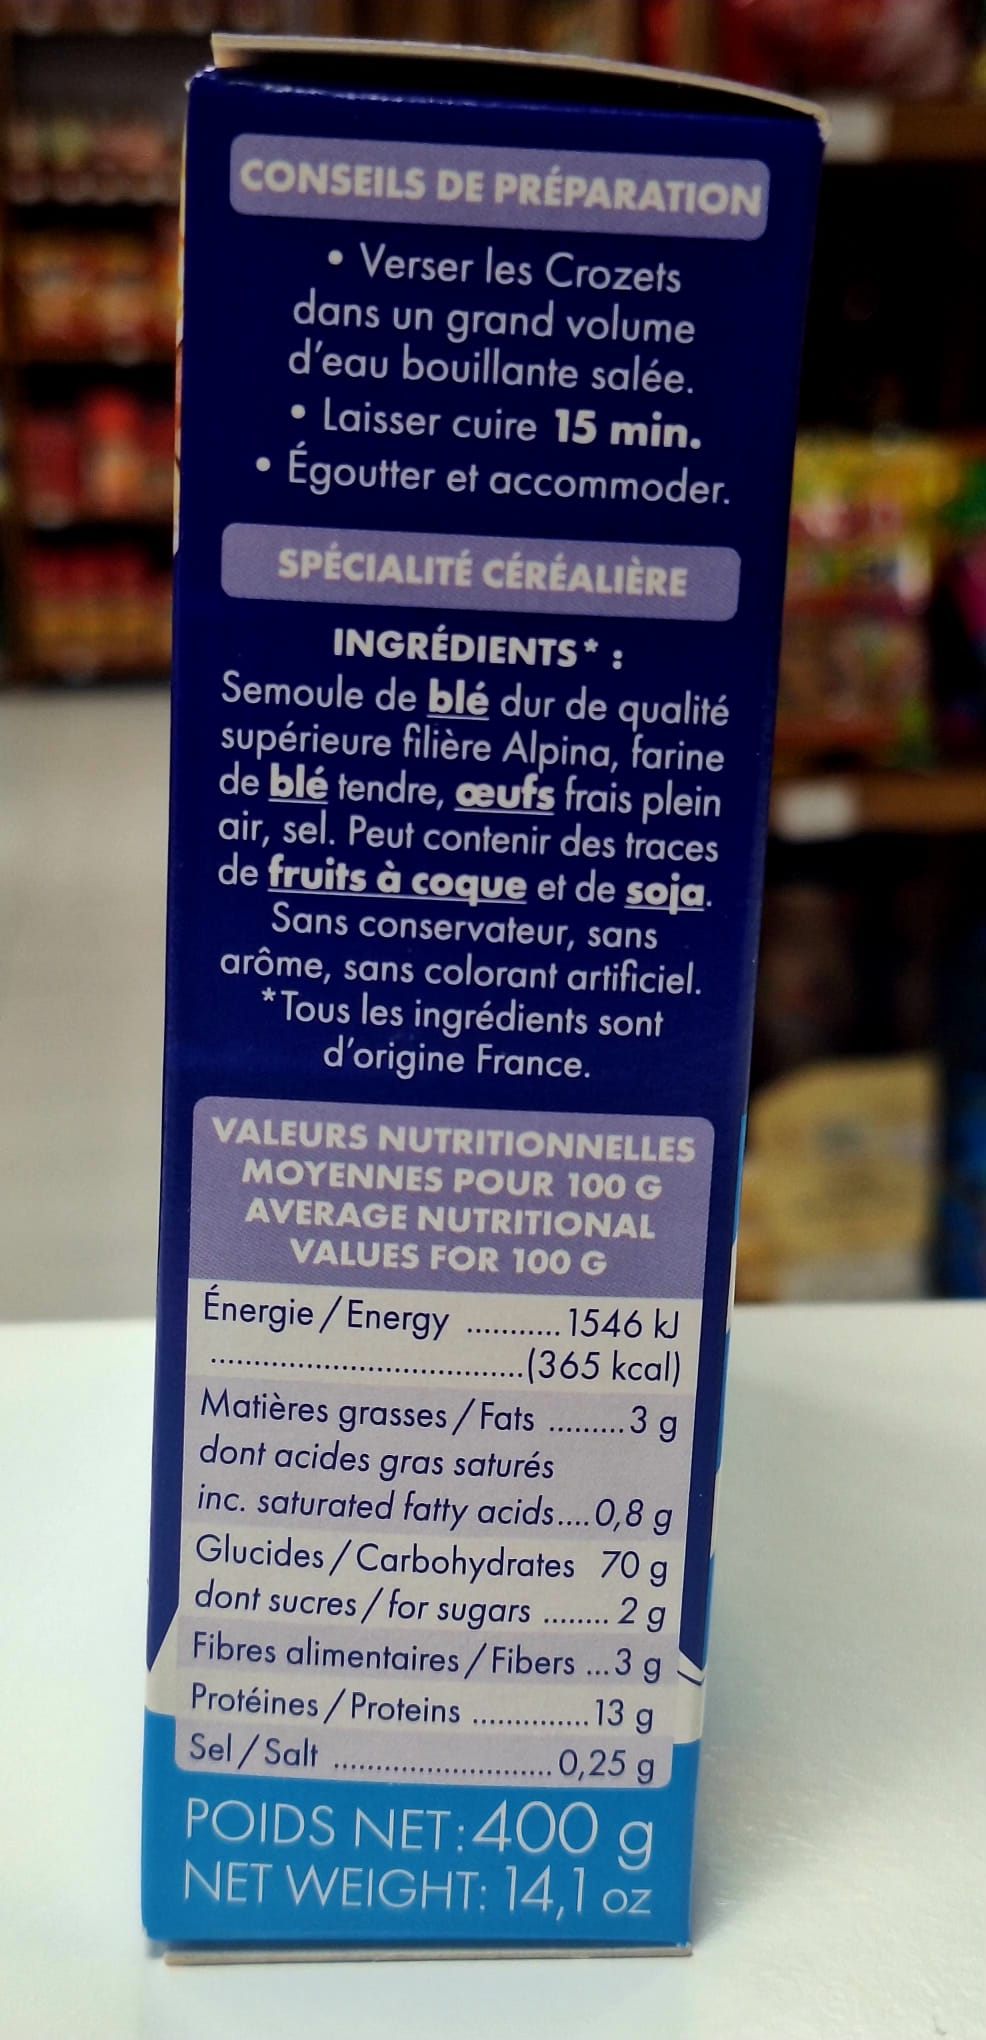 CONSEILS DE PRÉPARATION
• Verser les Crozets
dans un grand volume
d'eau bouillante salée.
• Laisser cuire 15 min.
• Égoutter et accommoder.
SPÉCIALITÉ CÉRÉALIÈRE
INGRÉDIENTS* :
Semoule de blé dur de qualité
supérieure filière Alpina, farine
de blé tendre, œufs frais plein
air, sel. Peut contenir des traces
de fruits à coque et de soja.
Sans conservateur, sans
arôme, sans colorant artificiel.
*Tous les ingrédients sont
d'origine France.
VALEURS NUTRITIONNELLES
MOYENNES POUR 100 G
AVERAGE NUTRITIONAL
VALUES FOR 100 G
Énergie / Energy ........... 1546 kJ
.....................................(365 kcal)
Matières grasses / Fats .........3 g
dont acides gras saturés
inc. saturated fatty acids....0,8 g
Glucides / Carbohydrates 70 g
dont sucres / for sugars ........ 2 g
Fibres alimentaires / Fibers ...3 g
Protéines / Proteins .............. 13 g
Sel / Salt .......................... 0,25 g
POIDS NET: 400 g
NET WEIGHT: 14,1 oz